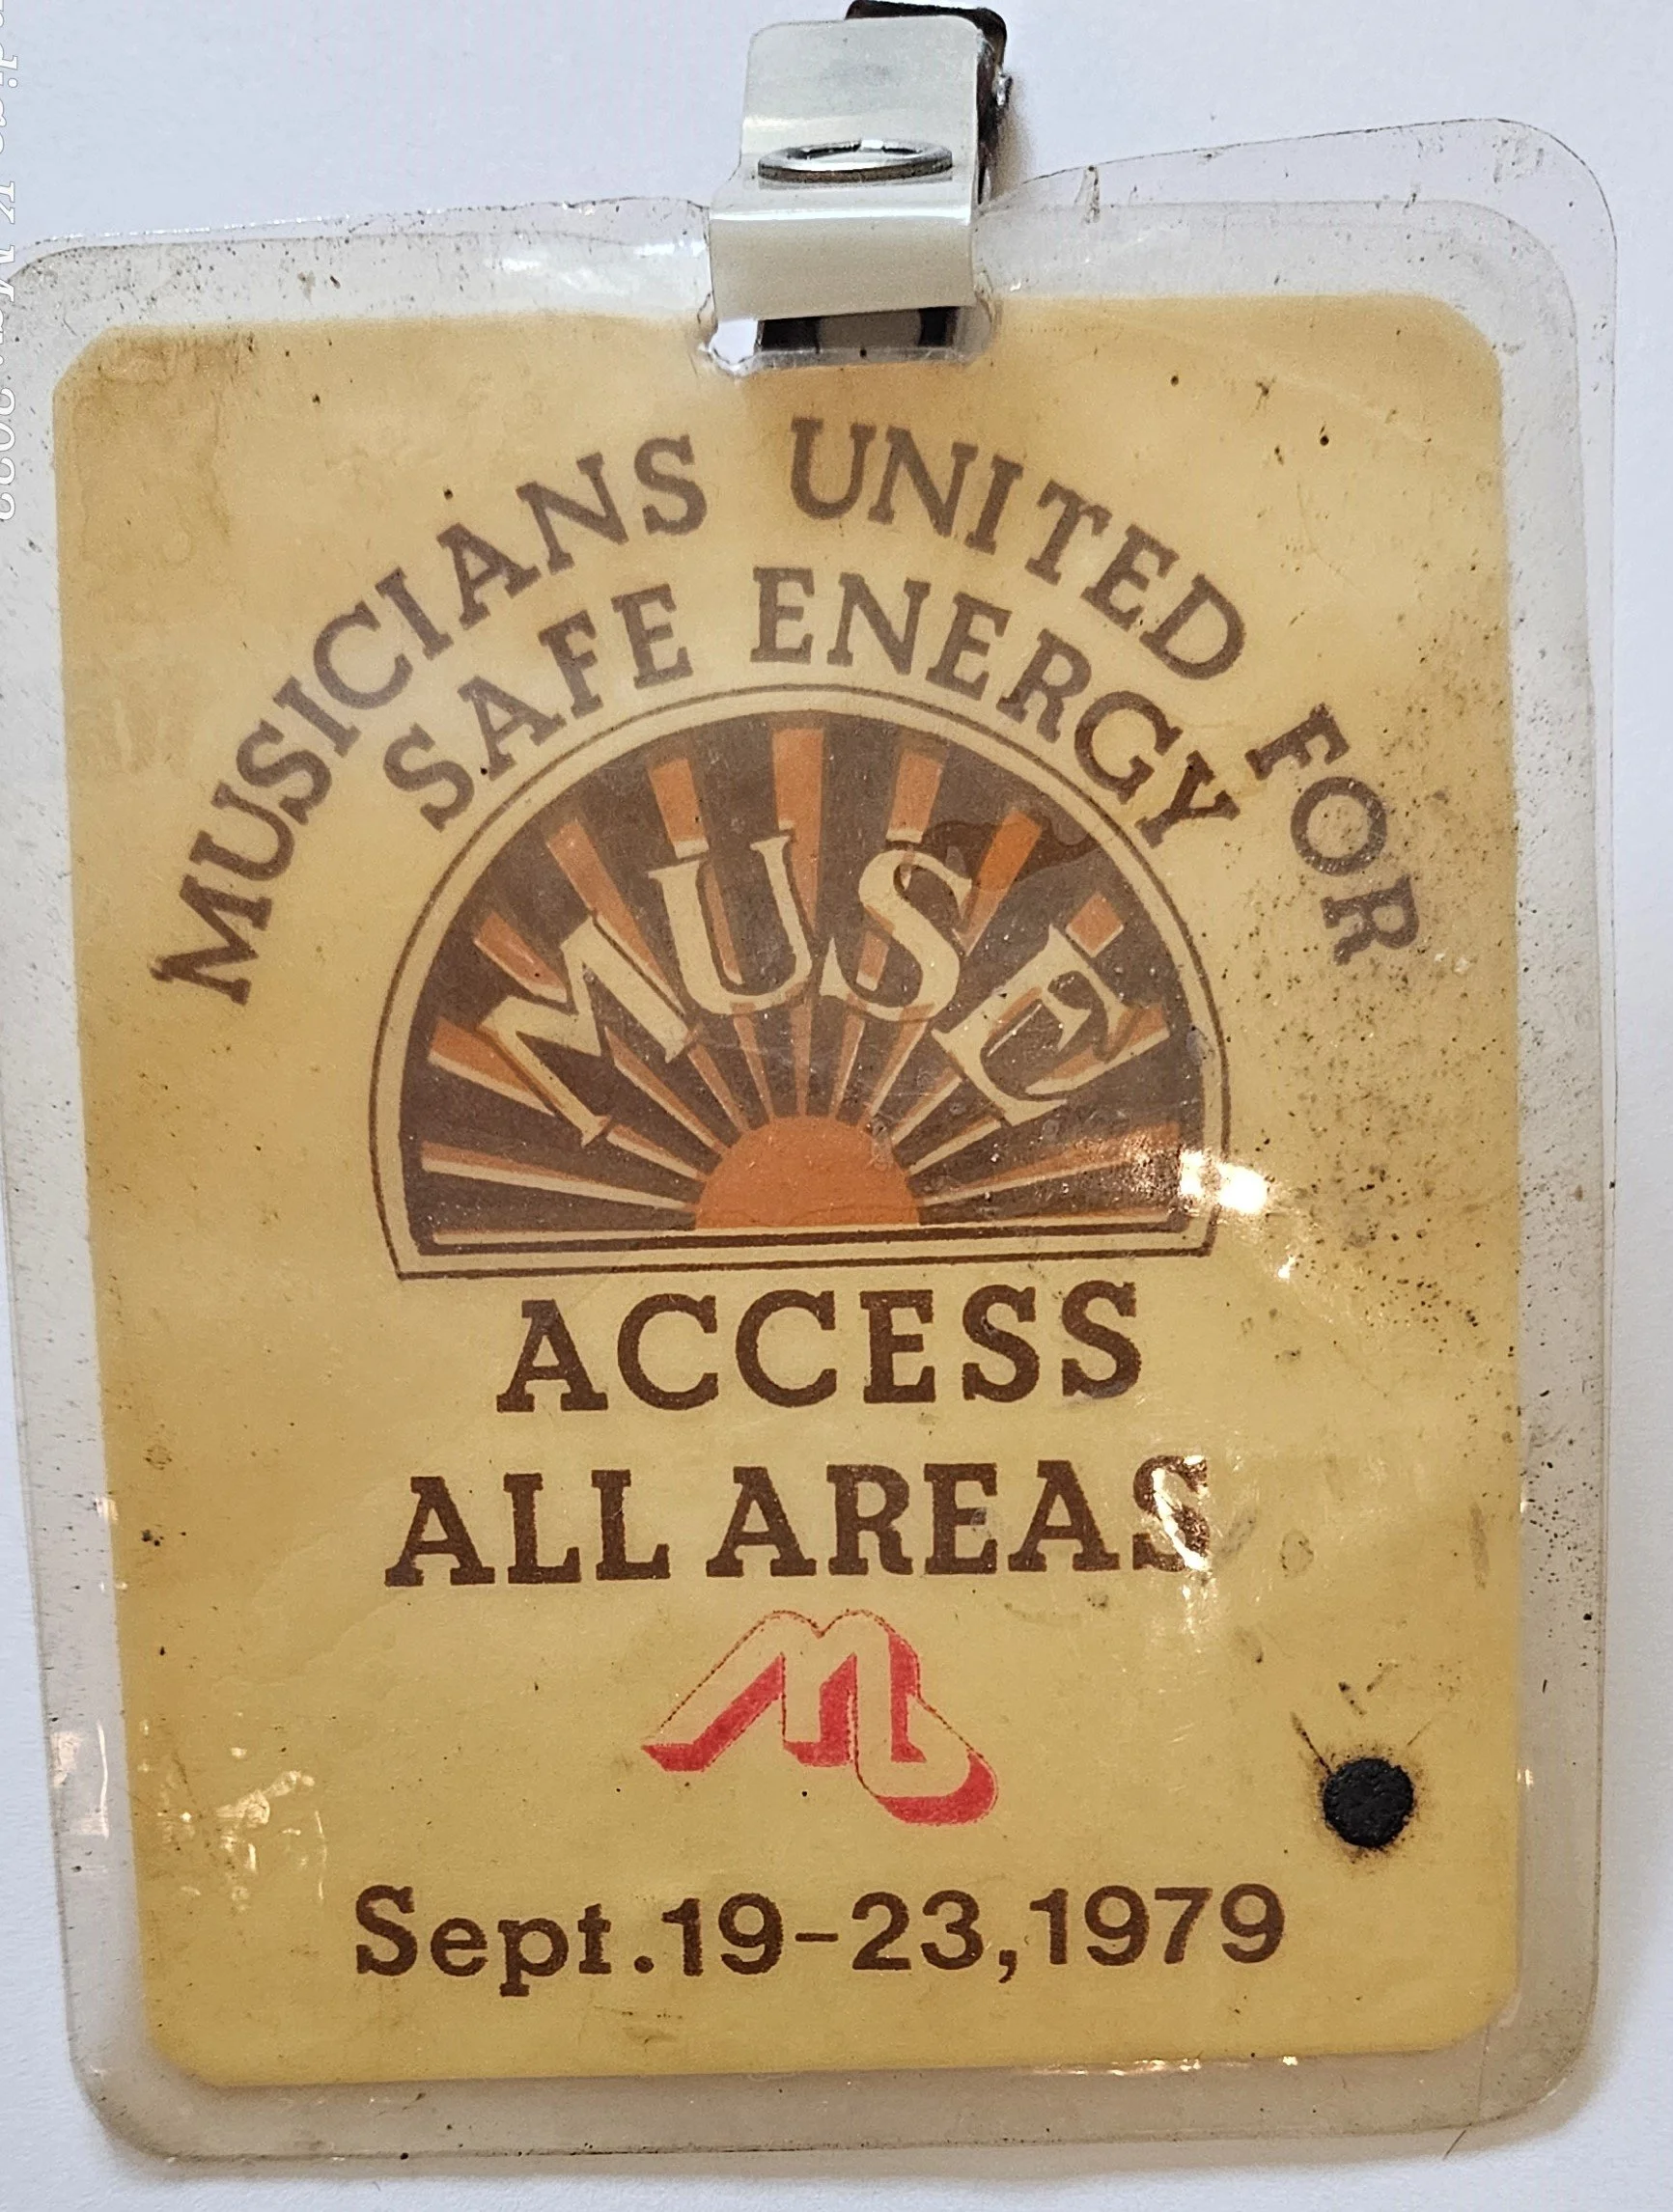 MUSICIANS UNITED FOR
SAFE ENERGY
MUSE
ACCESS
ALL AREAS
M
Sept.19-23,1979